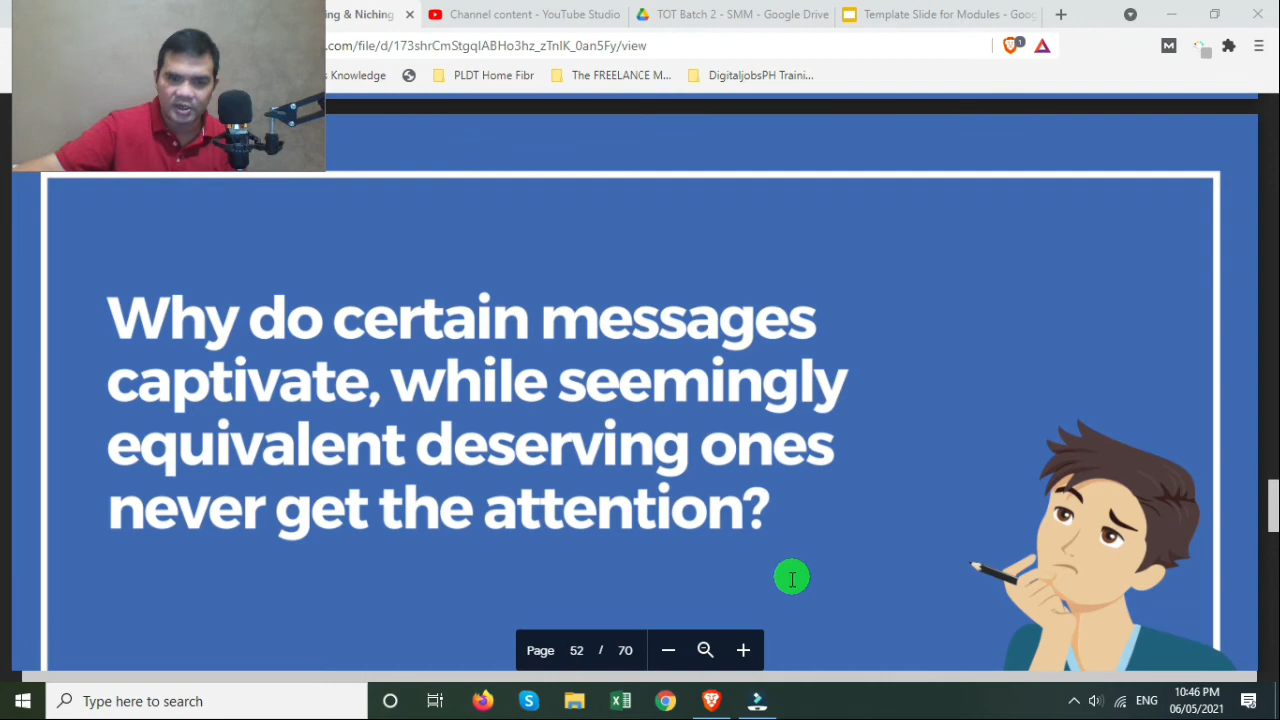 ing & Niching
Channel content - YouTube Studio
TOT Batch 2 - SMM - Google Drive
Template Slide for Modules - Goog
.com/file/d/173shrCmStgqIABHo3hz_zTnIK_0an5Fy/view
1
M
s Knowledge
PLDT Home Fibr
The FREELANCE M...
DigitaljobsPH Traini...
Why do certain messages
captivate, while seemingly
equivalent deserving ones
never get the attention?
Page 52 / 70
Type here to search
ENG
10:46 PM
06/05/2021